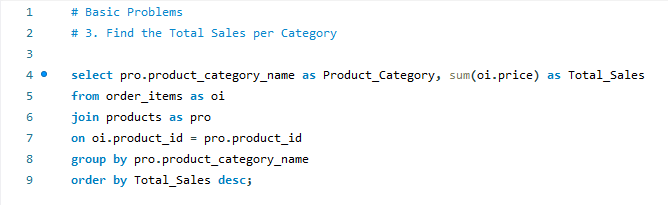 1 # Basic Problems
2 # 3. Find the Total Sales per Category
3
4 select pro.product_category_name as Product_Category, sum(oi.price) as Total_Sales
5 from order_items as oi
6 join products as pro
7 on oi.product_id = pro.product_id
8 group by pro.product_category_name
9 order by Total_Sales desc;